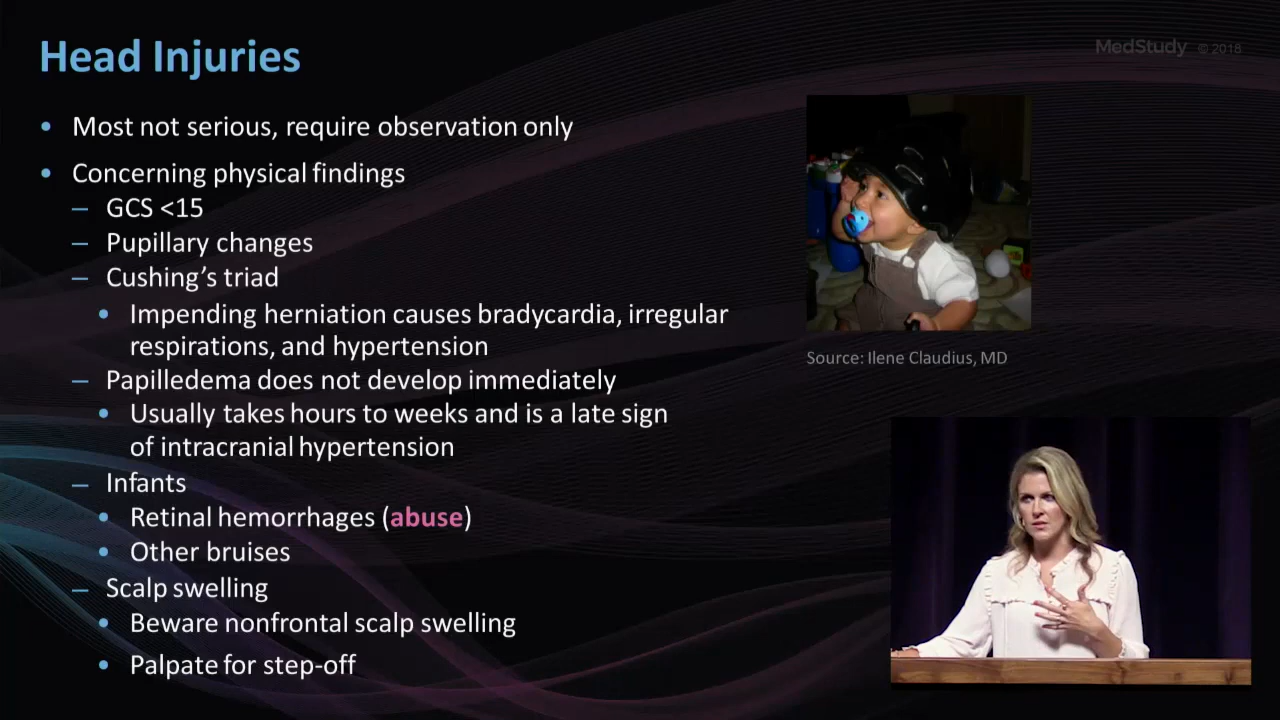 Head Injuries
MedStudy © 2018
• Most not serious, require observation only
• Concerning physical findings
– GCS <15
– Pupillary changes
– Cushing’s triad
• Impending herniation causes bradycardia, irregular
respirations, and hypertension
– Papilledema does not develop immediately
• Usually takes hours to weeks and is a late sign
of intracranial hypertension
– Infants
• Retinal hemorrhages (abuse)
• Other bruises
– Scalp swelling
• Beware nonfrontal scalp swelling
• Palpate for step-off
Source: Ilene Claudius, MD